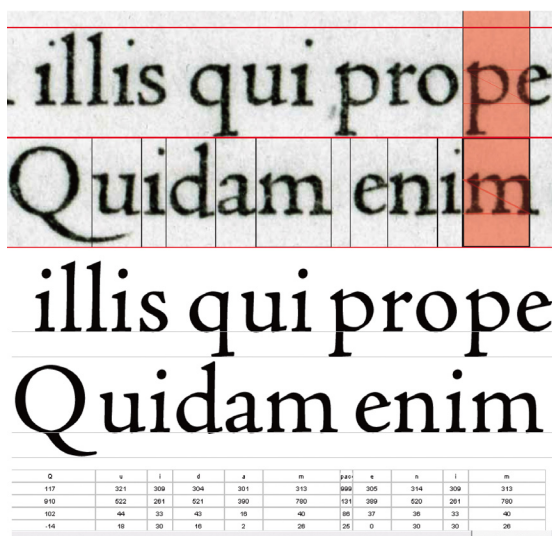 illis qui prope
Quidam enim
illis qui prope
Quidam enim
Q u i d a m pac e n i m
117 321 309 304 301 313 999 305 314 309 313
910 522 261 521 390 780 131 389 520 261 780
102 44 33 43 16 40 86 37 36 33 40
-14 18 30 16 2 26 25 0 30 30 26